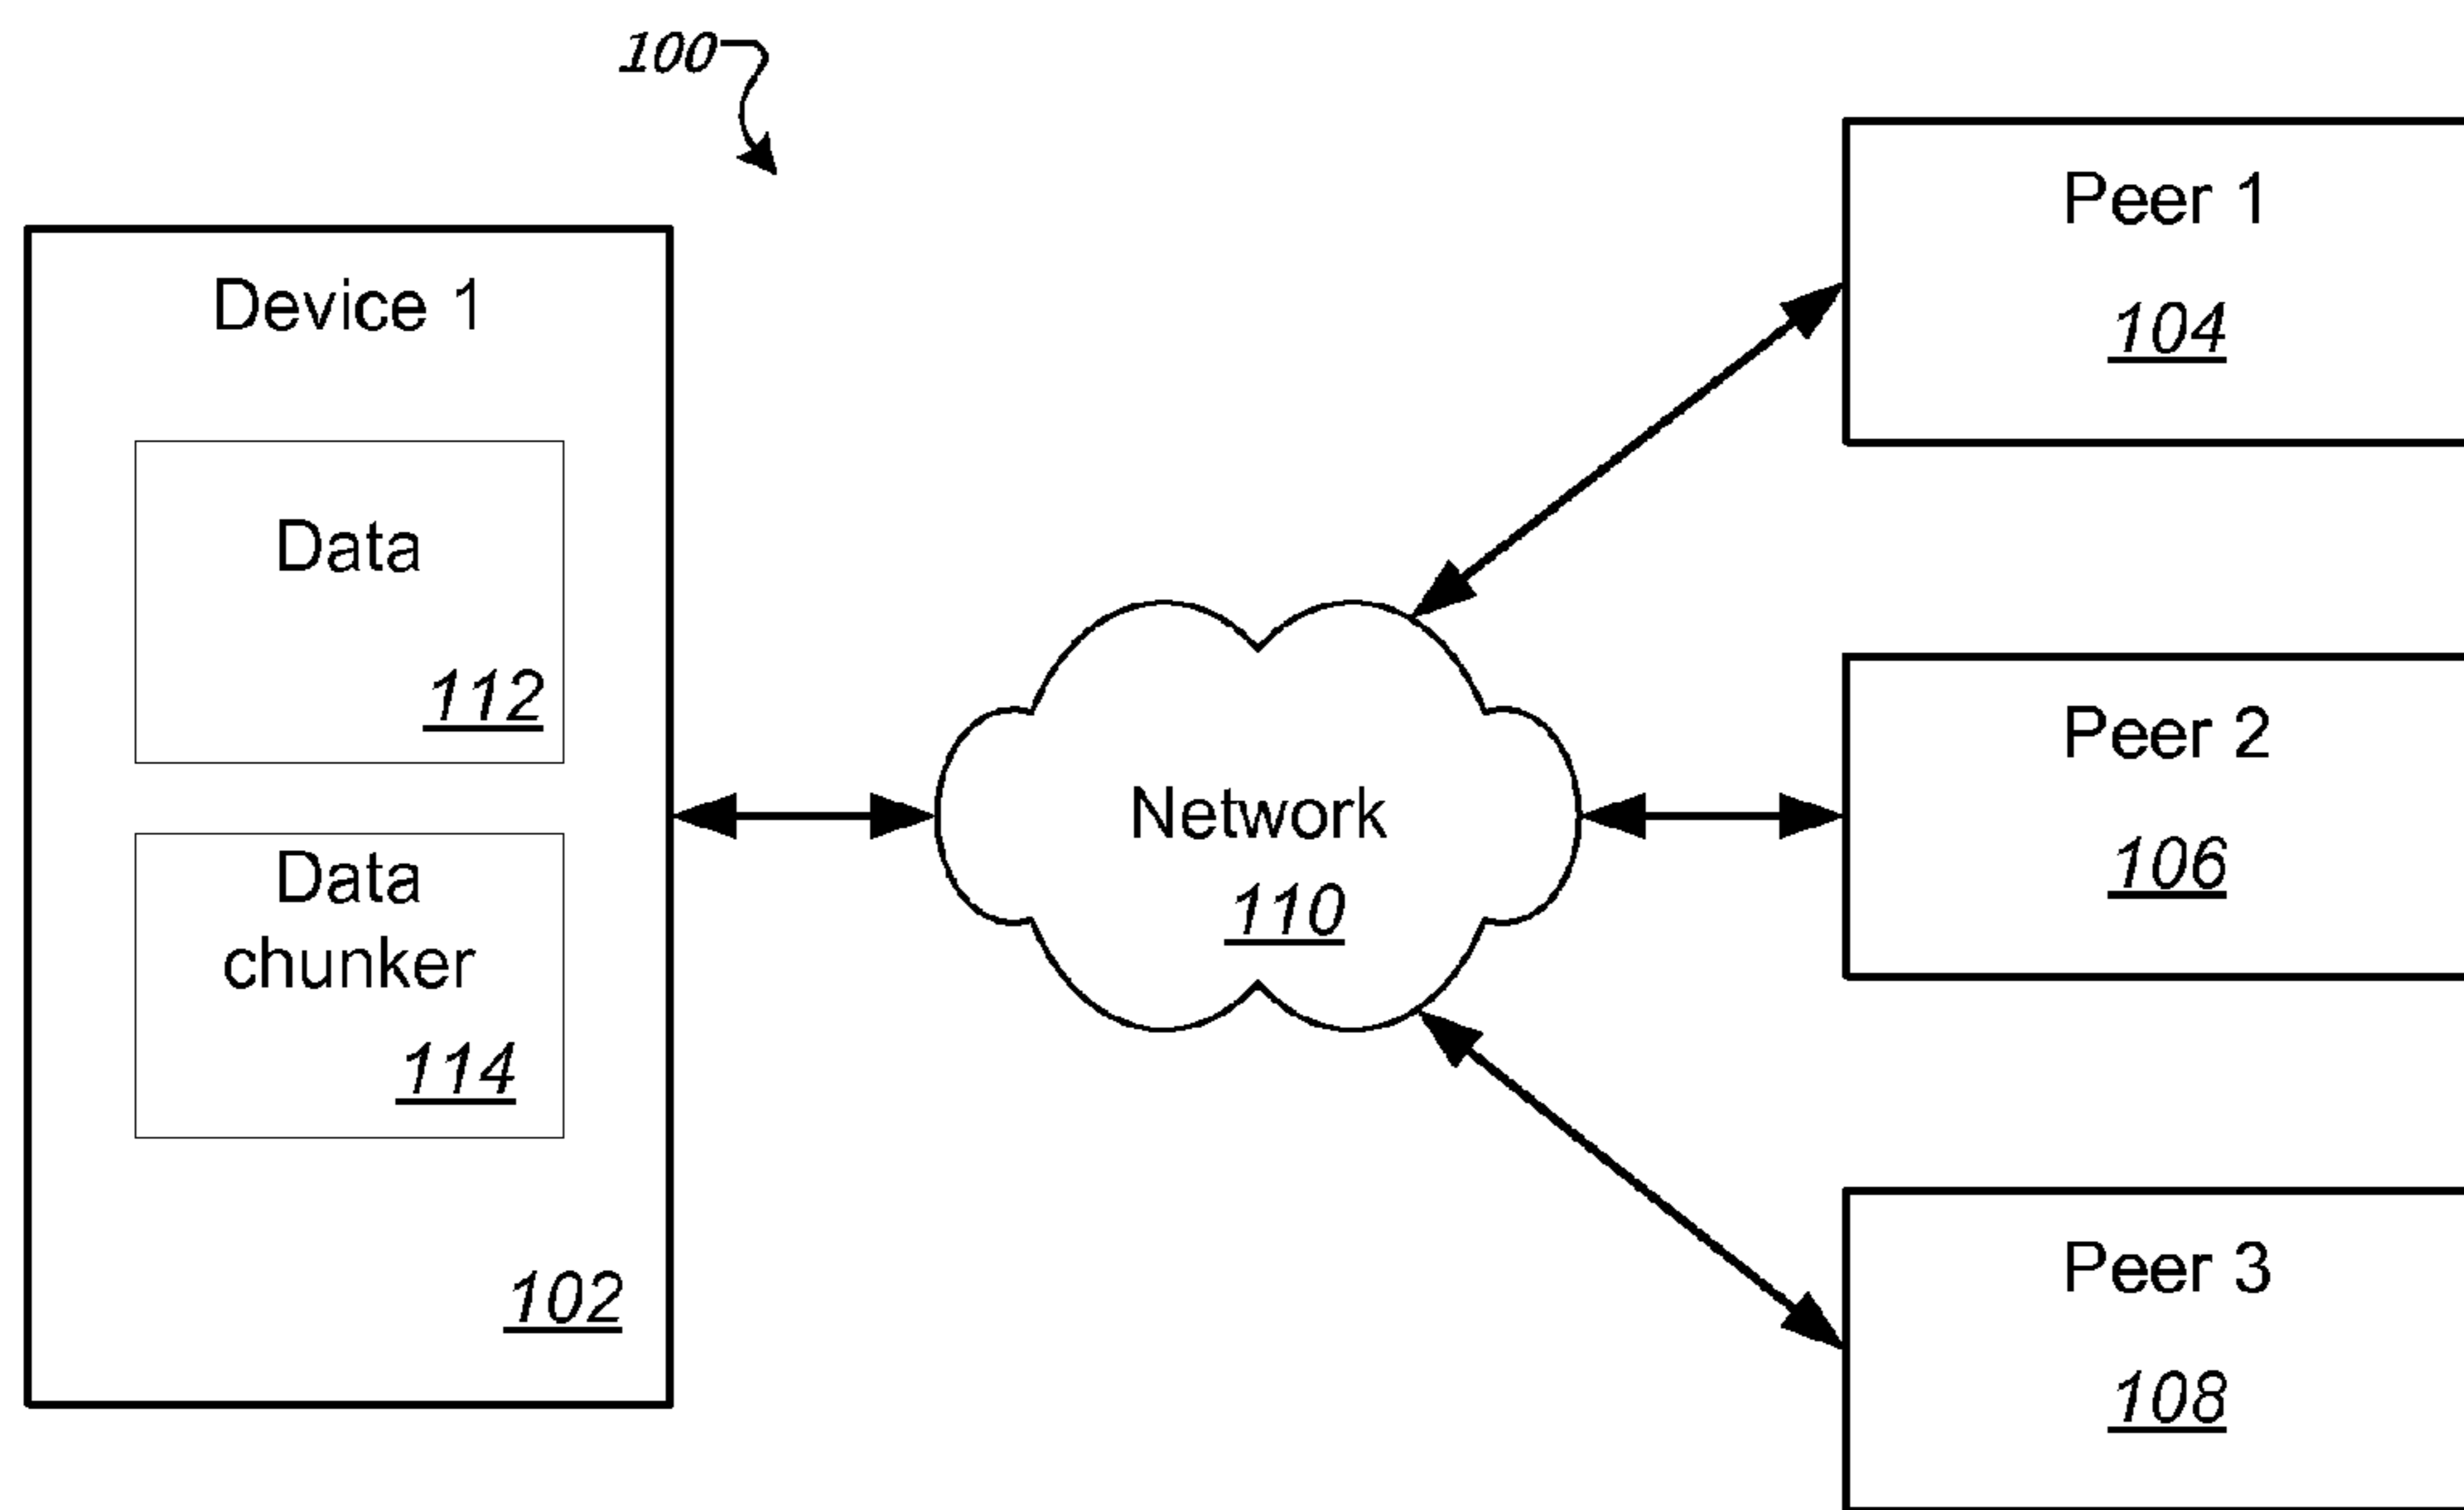 100
Device 1
Data
112
Data
chunker
114
102
Network
110
Peer 1
104
Peer 2
106
Peer 3
108